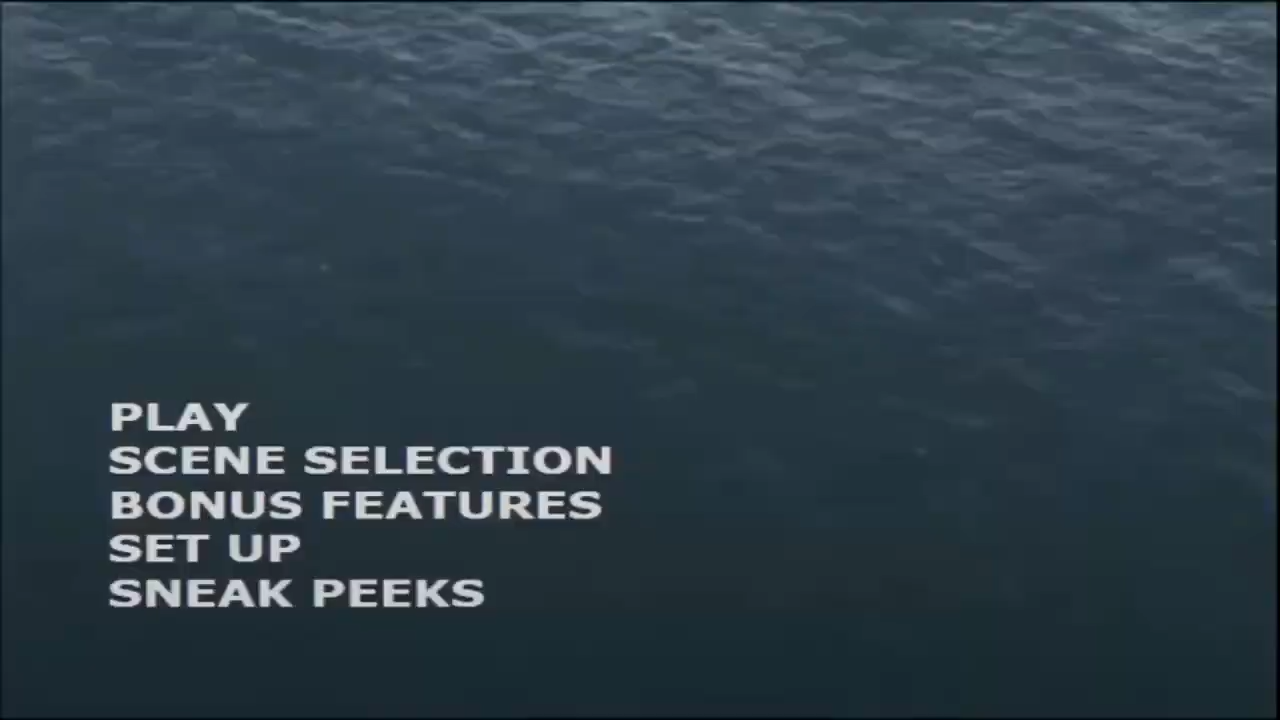 PLAY
SCENE SELECTION
BONUS FEATURES
SET UP
SNEAK PEEKS